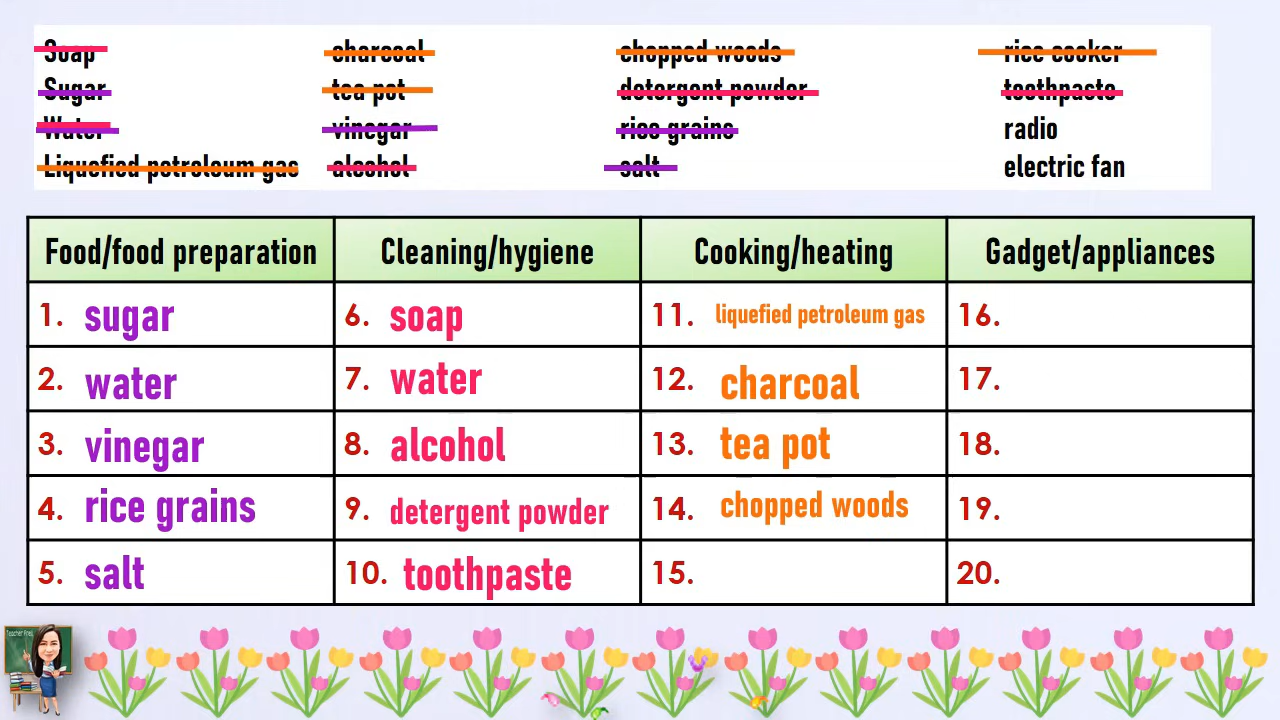 Soap charcoal chopped woods rice cooker
Sugar tea pot detergent powder toothpaste
Water vinegar rice grains radio
Liquefied petroleum gas alcohol salt electric fan
Food/food preparation Cleaning/hygiene Cooking/heating Gadget/appliances
1. sugar 6. soap 11. liquefied petroleum gas 16.
2. water 7. water 12. charcoal 17.
3. vinegar 8. alcohol 13. tea pot 18.
4. rice grains 9. detergent powder 14. chopped woods 19.
5. salt 10. toothpaste 15. 20.